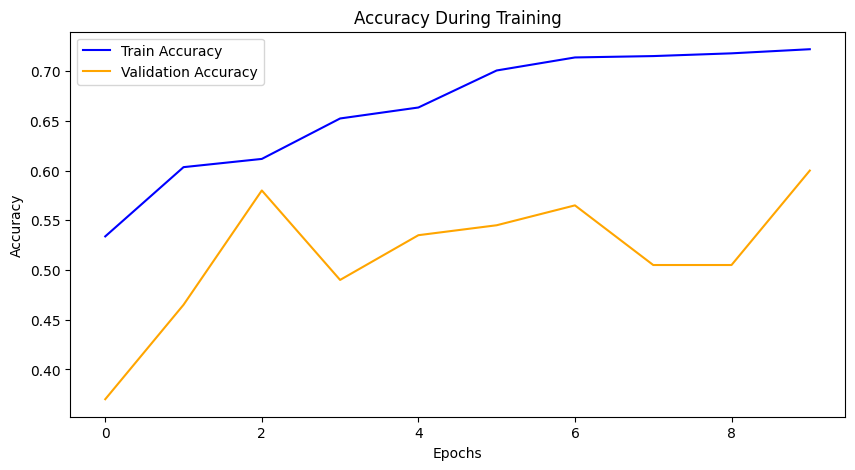 Accuracy During Training
Train Accuracy
Validation Accuracy
0.70
0.65
0.60
0.55
0.50
0.45
0.40
Accuracy
0 2 4 6 8
Epochs